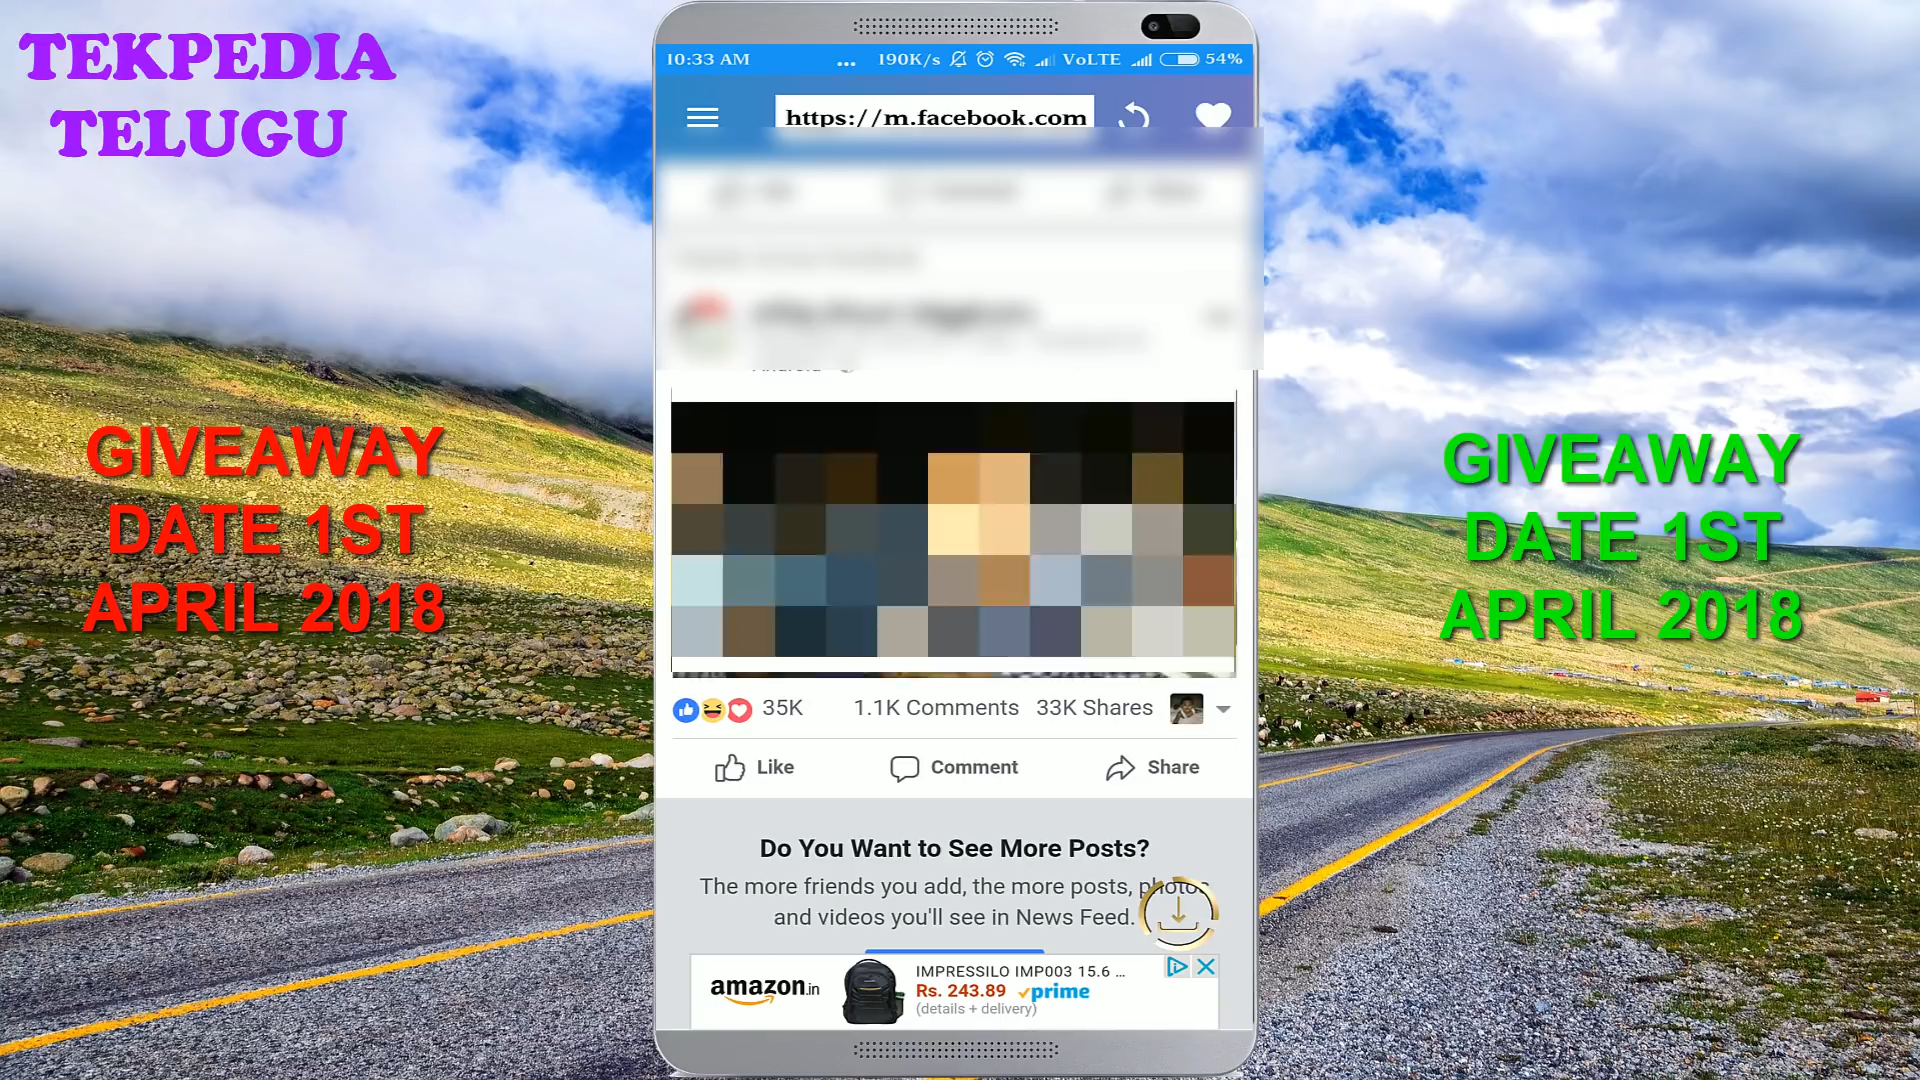 TEKPEDIA
TELUGU
GIVEAWAY
DATE 1ST
APRIL 2018
10:33 AM
... 190K/s VoLTE 54%
https://m.facebook.com
35K 1.1K Comments 33K Shares
Like Comment Share
Do You Want to See More Posts?
The more friends you add, the more posts, photos
and videos you'll see in News Feed.
amazon.in
IMPRESSILO IMP003 15.6 ...
Rs. 243.89 prime
(details + delivery)
GIVEAWAY
DATE 1ST
APRIL 2018